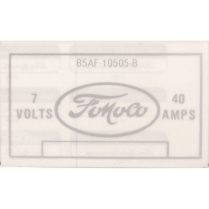 B5AF 10505-B
7 VOLTS
FoMoCo
40 AMPS